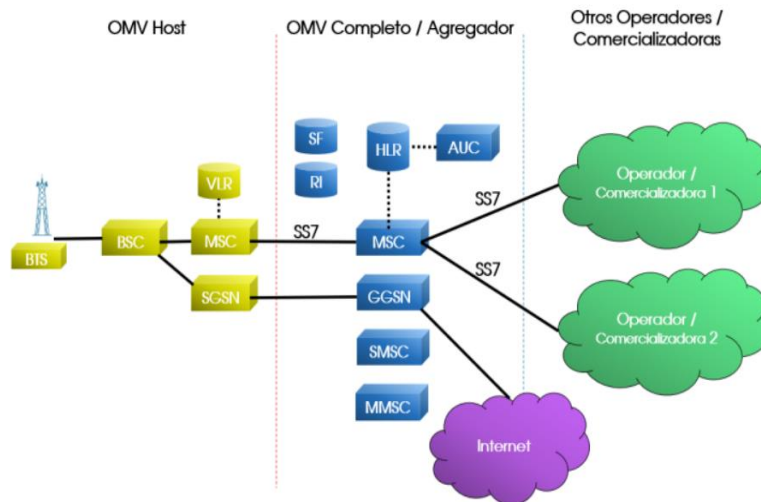 OMV Host
OMV Completo / Agregador
Otros Operadores /
Comercializadoras
SF
HLR
AUC
RI
VLR
Operador /
Comercializadora 1
SS7
BTS
BSC
MSC
SS7
MSC
SS7
SGSN
GGSN
Operador /
Comercializadora 2
SMSC
MMSC
Internet